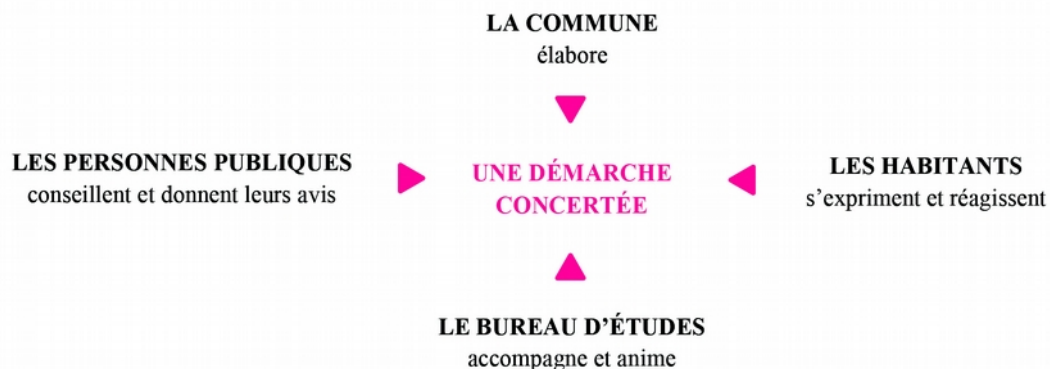 LA COMMUNE
élabore
LES PERSONNES PUBLIQUES
conseillent et donnent leurs avis
UNE DÉMARCHE
CONCERTÉE
LES HABITANTS
s’expriment et réagissent
LE BUREAU D’ÉTUDES
accompagne et anime